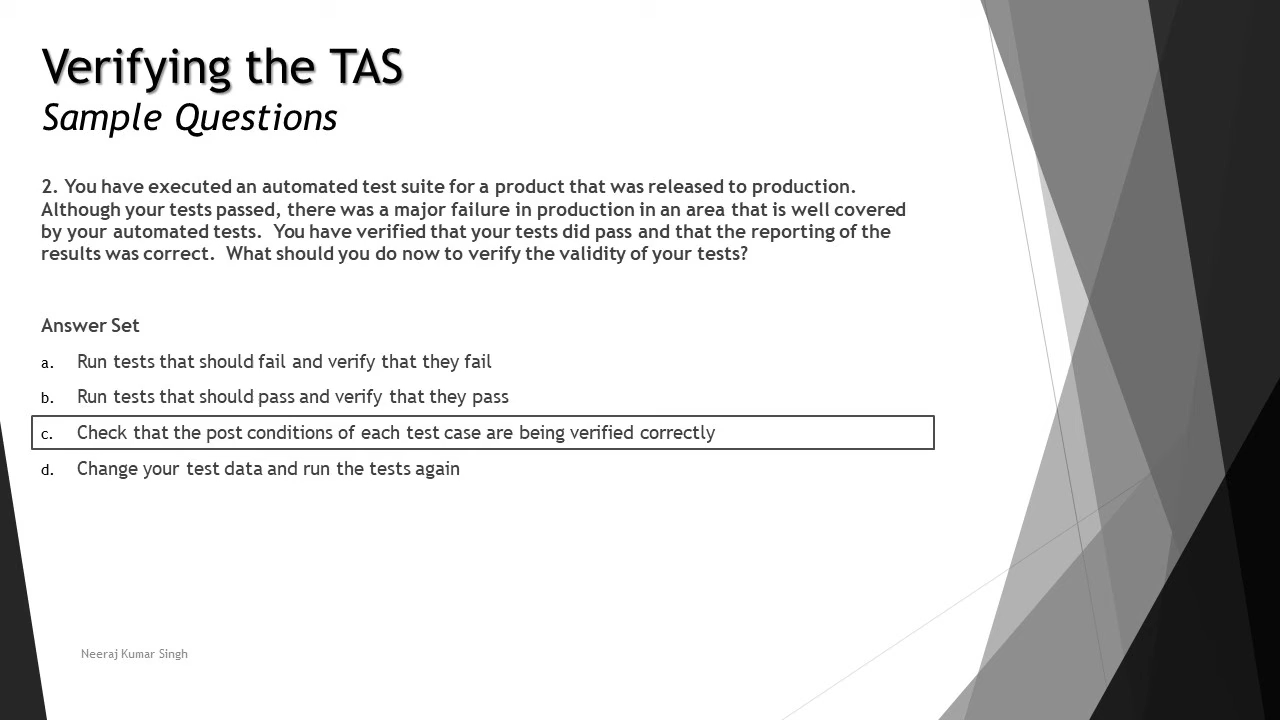 Verifying the TAS
Sample Questions
2. You have executed an automated test suite for a product that was released to production.
Although your tests passed, there was a major failure in production in an area that is well covered
by your automated tests.  You have verified that your tests did pass and that the reporting of the
results was correct.  What should you do now to verify the validity of your tests?
Answer Set
a. Run tests that should fail and verify that they fail
b. Run tests that should pass and verify that they pass
c. Check that the post conditions of each test case are being verified correctly
d. Change your test data and run the tests again
Neeraj Kumar Singh